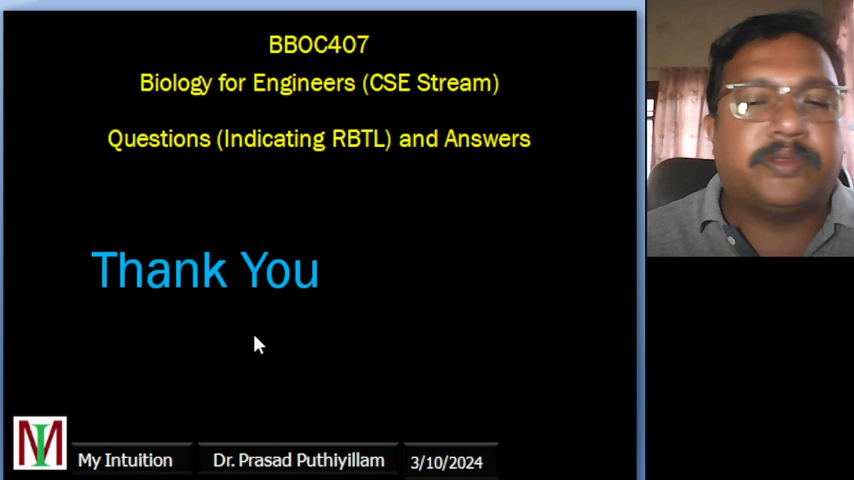 BBOC407
Biology for Engineers (CSE Stream)
Questions (Indicating RBTL) and Answers
Thank You
MI
My Intuition
Dr. Prasad Puthiyillam
3/10/2024